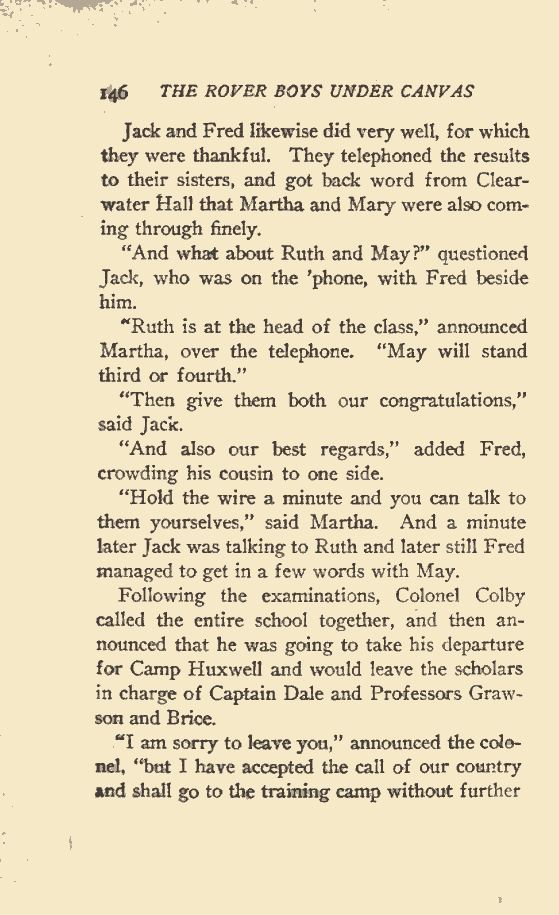 146 THE ROVER BOYS UNDER CANVAS
Jack and Fred likewise did very well, for which
they were thankful. They telephoned the results
to their sisters, and got back word from Clear-
water Hall that Martha and Mary were also com-
ing through finely.
"And what about Ruth and May?" questioned
Jack, who was on the 'phone, with Fred beside
him.
"Ruth is at the head of the class," announced
Martha, over the telephone. "May will stand
third or fourth."
"Then give them both our congratulations,"
said Jack.
"And also our best regards," added Fred,
crowding his cousin to one side.
"Hold the wire a minute and you can talk to
them yourselves," said Martha. And a minute
later Jack was talking to Ruth and later still Fred
managed to get in a few words with May.
Following the examinations, Colonel Colby
called the entire school together, and then an-
nounced that he was going to take his departure
for Camp Huxwell and would leave the scholars
in charge of Captain Dale and Professors Graw-
son and Brice.
"I am sorry to leave you," announced the colo-
nel, "but I have accepted the call of our country
and shall go to the training camp without further